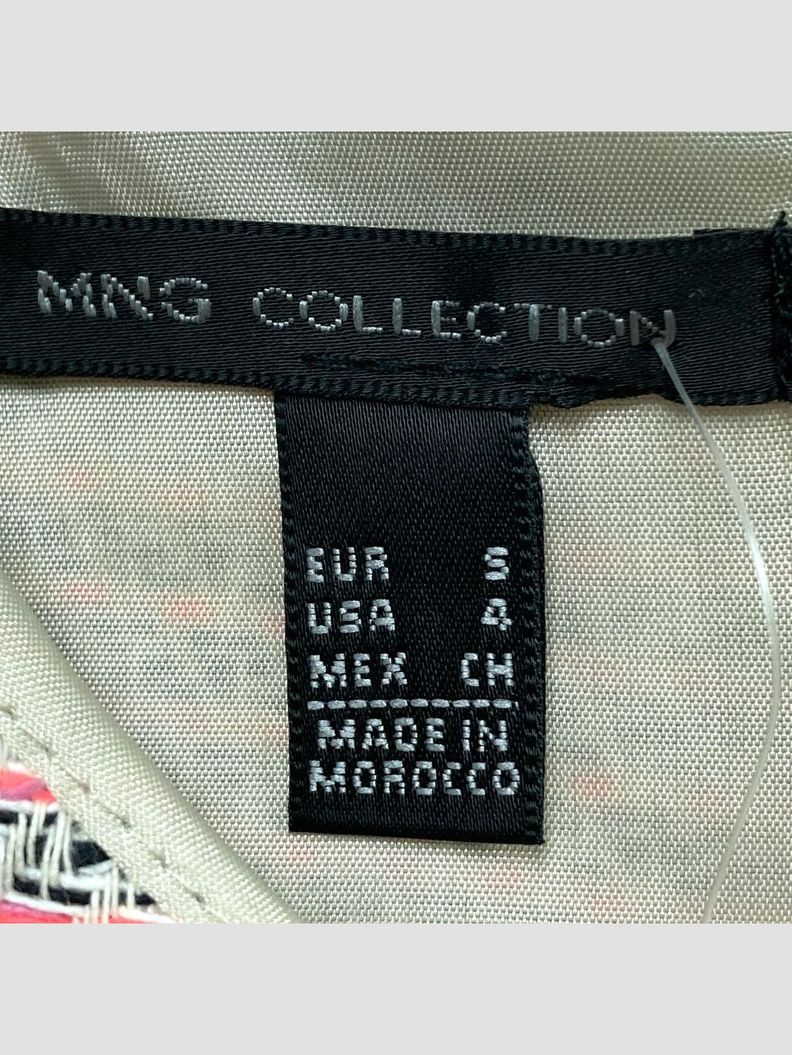 MNG COLLECTION
EUR S
USA 4
MEX CH
MADE IN
MOROCCO